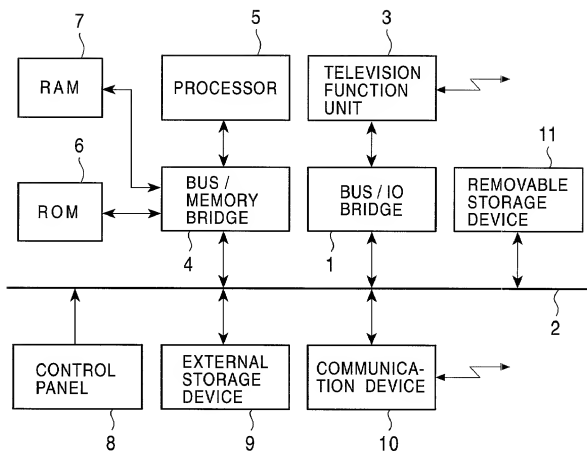 7
RAM
5
PROCESSOR
3
TELEVISION
FUNCTION
UNIT
6
ROM
BUS /
MEMORY
BRIDGE
4
BUS / IO
BRIDGE
1
11
REMOVABLE
STORAGE
DEVICE
2
CONTROL
PANEL
8
EXTERNAL
STORAGE
DEVICE
9
COMMUNICA-
TION DEVICE
10